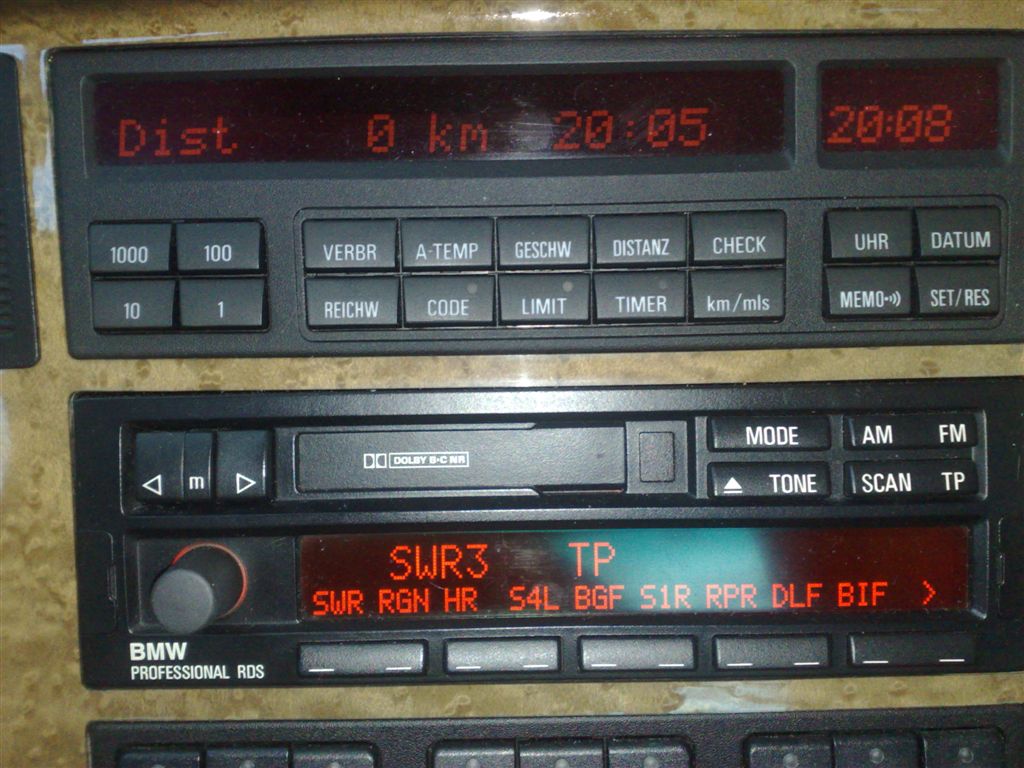 Dist 0 km 20:05 20:08
1000 100 VERBR A-TEMP GESCHW DISTANZ CHECK UHR DATUM
10 1 REICHW CODE LIMIT TIMER km/mls MEMO SET/RES
MODE AM FM
m DOLBY B·C NR TONE SCAN TP
SWR3 TP
SWR RGN HR S4L BGF S1R RPR DLF BIF >
BMW
PROFESSIONAL RDS